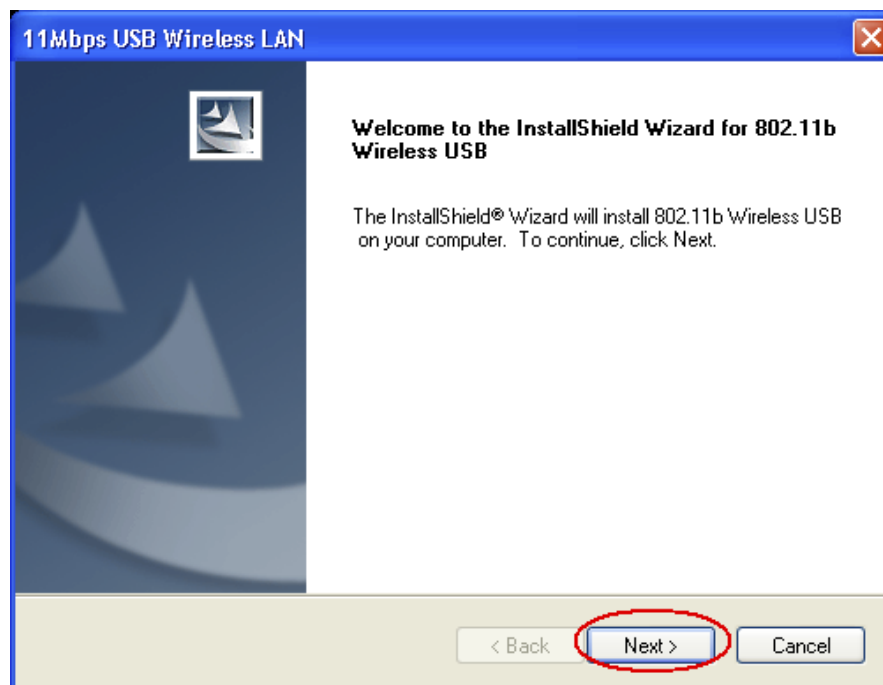 11Mbps USB Wireless LAN
Welcome to the InstallShield Wizard for 802.11b
Wireless USB
The InstallShield® Wizard will install 802.11b Wireless USB
on your computer. To continue, click Next.
< Back
Next >
Cancel